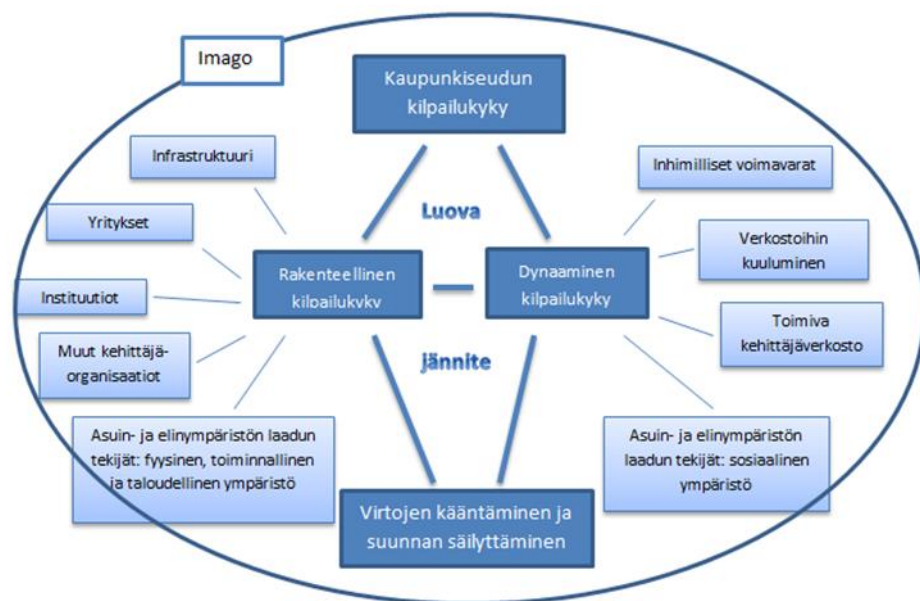 Imago
Kaupunkiseudun
kilpailukyky
Infrastruktuuri
Inhimilliset voimavarat
Luova
Yritykset
Verkostoihin
kuuluminen
Rakenteellinen
kilpailukyky
Dynaaminen
kilpailukyky
Instituutiot
Toimiva
kehittäjäverkosto
Muut kehittäjä-
organisaatiot
jännite
Asuin- ja elinympäristön laadun
tekijät: fyysinen, toiminnallinen
ja taloudellinen ympäristö
Asuin- ja elinympäristön
laadun tekijät: sosiaalinen
ympäristö
Virtojen kääntäminen ja
suunnan säilyttäminen